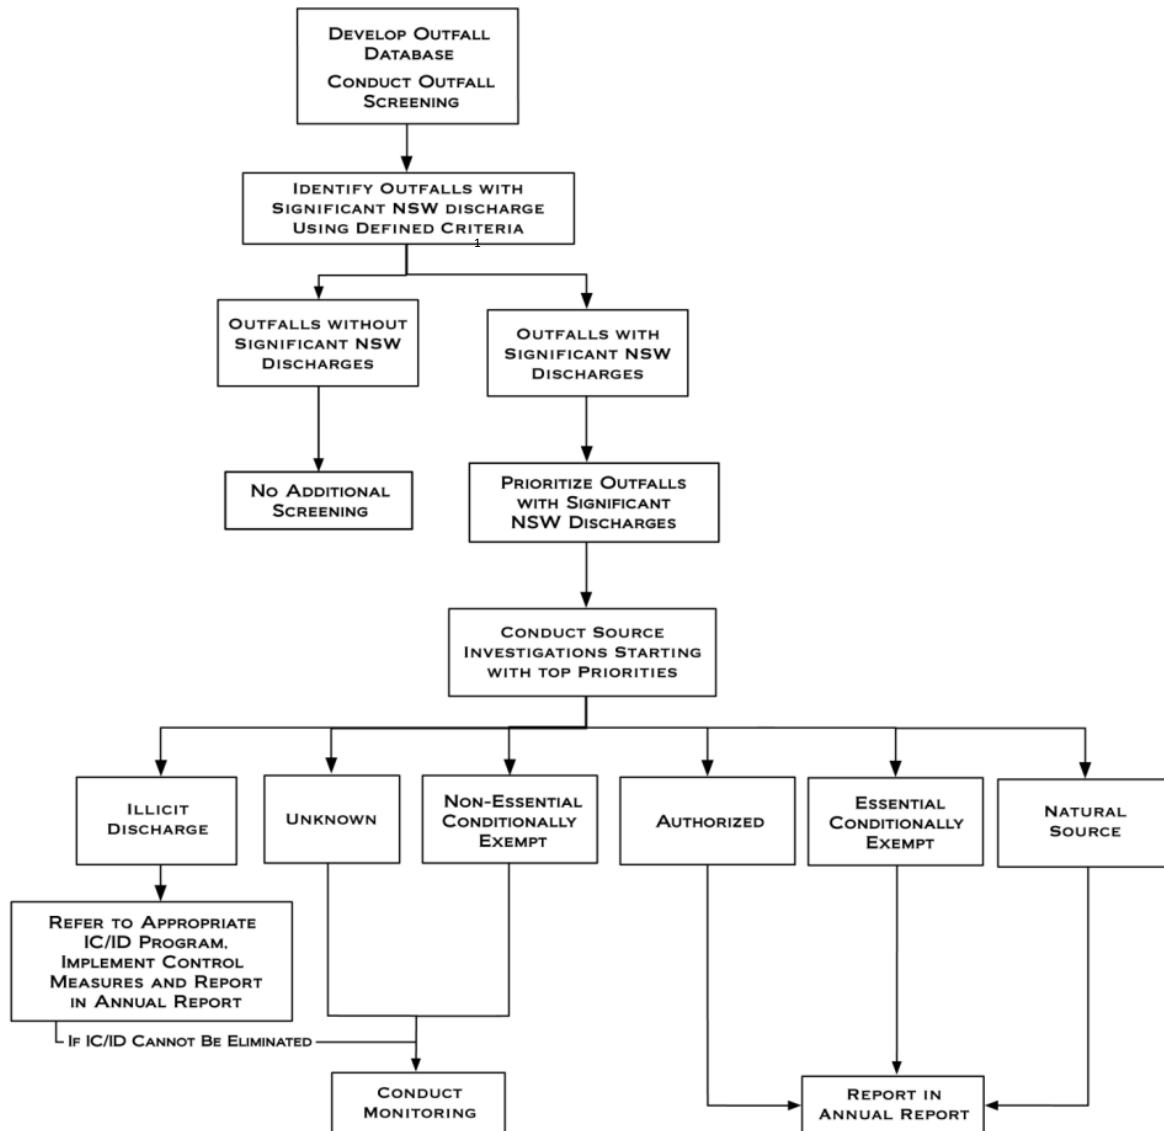 Develop Outfall
Database
Conduct Outfall
Screening
Identify Outfalls with
Significant NSW discharge
Using Defined Criteria
1
Outfalls without
Significant NSW
Discharges
Outfalls with
Significant NSW
Discharges
No Additional
Screening
Prioritize Outfalls
with Significant
NSW Discharges
Conduct Source
Investigations Starting
with top Priorities
Illicit
Discharge
Unknown
Non-Essential
Conditionally
Exempt
Authorized
Essential
Conditionally
Exempt
Natural
Source
Refer to Appropriate
IC/ID Program,
Implement Control
Measures and Report
in Annual Report
If IC/ID Cannot Be Eliminated
Conduct
Monitoring
Report in
Annual Report